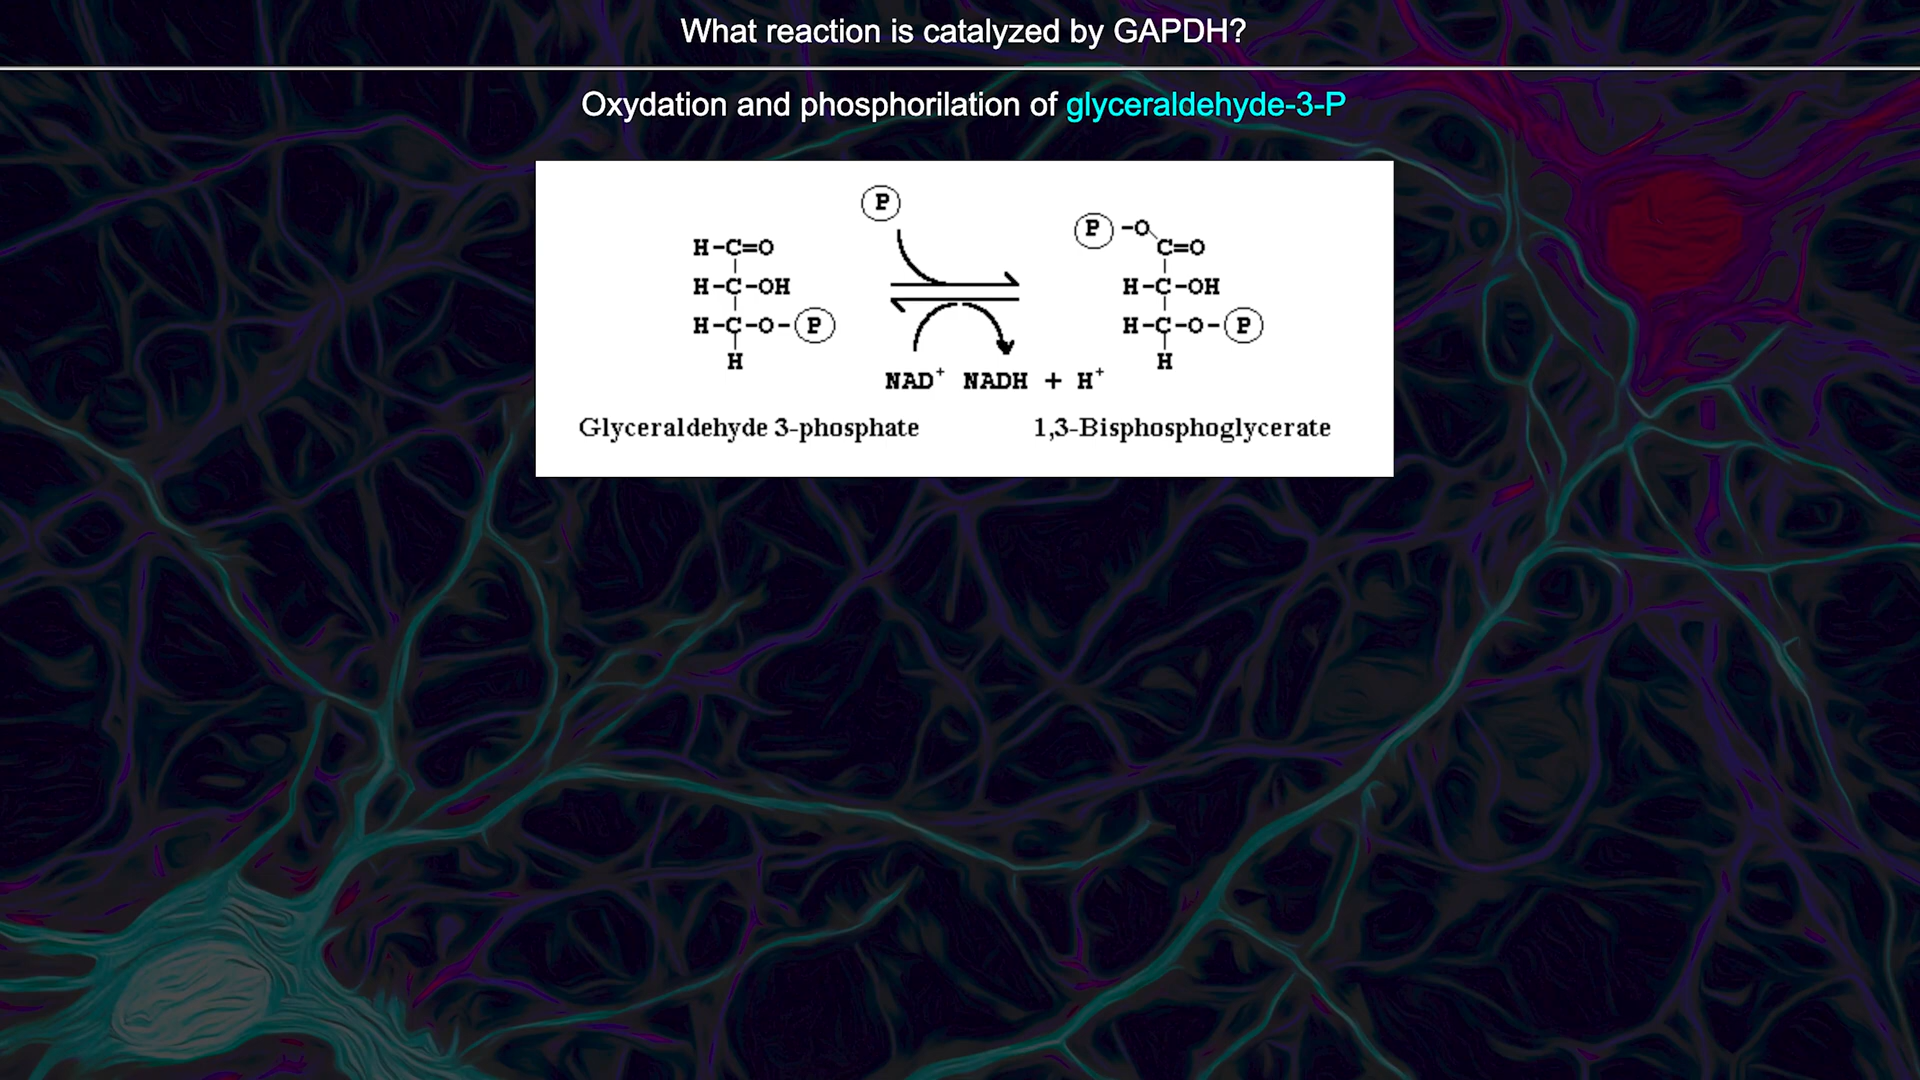 What reaction is catalyzed by GAPDH?
Oxydation and phosphorilation of glyceraldehyde-3-P
P
H-C=O
H-C-OH
H-C-O-P
H
NAD+ NADH + H+
P-O
C=O
H-C-OH
H-C-O-P
H
Glyceraldehyde 3-phosphate
1,3-Bisphosphoglycerate